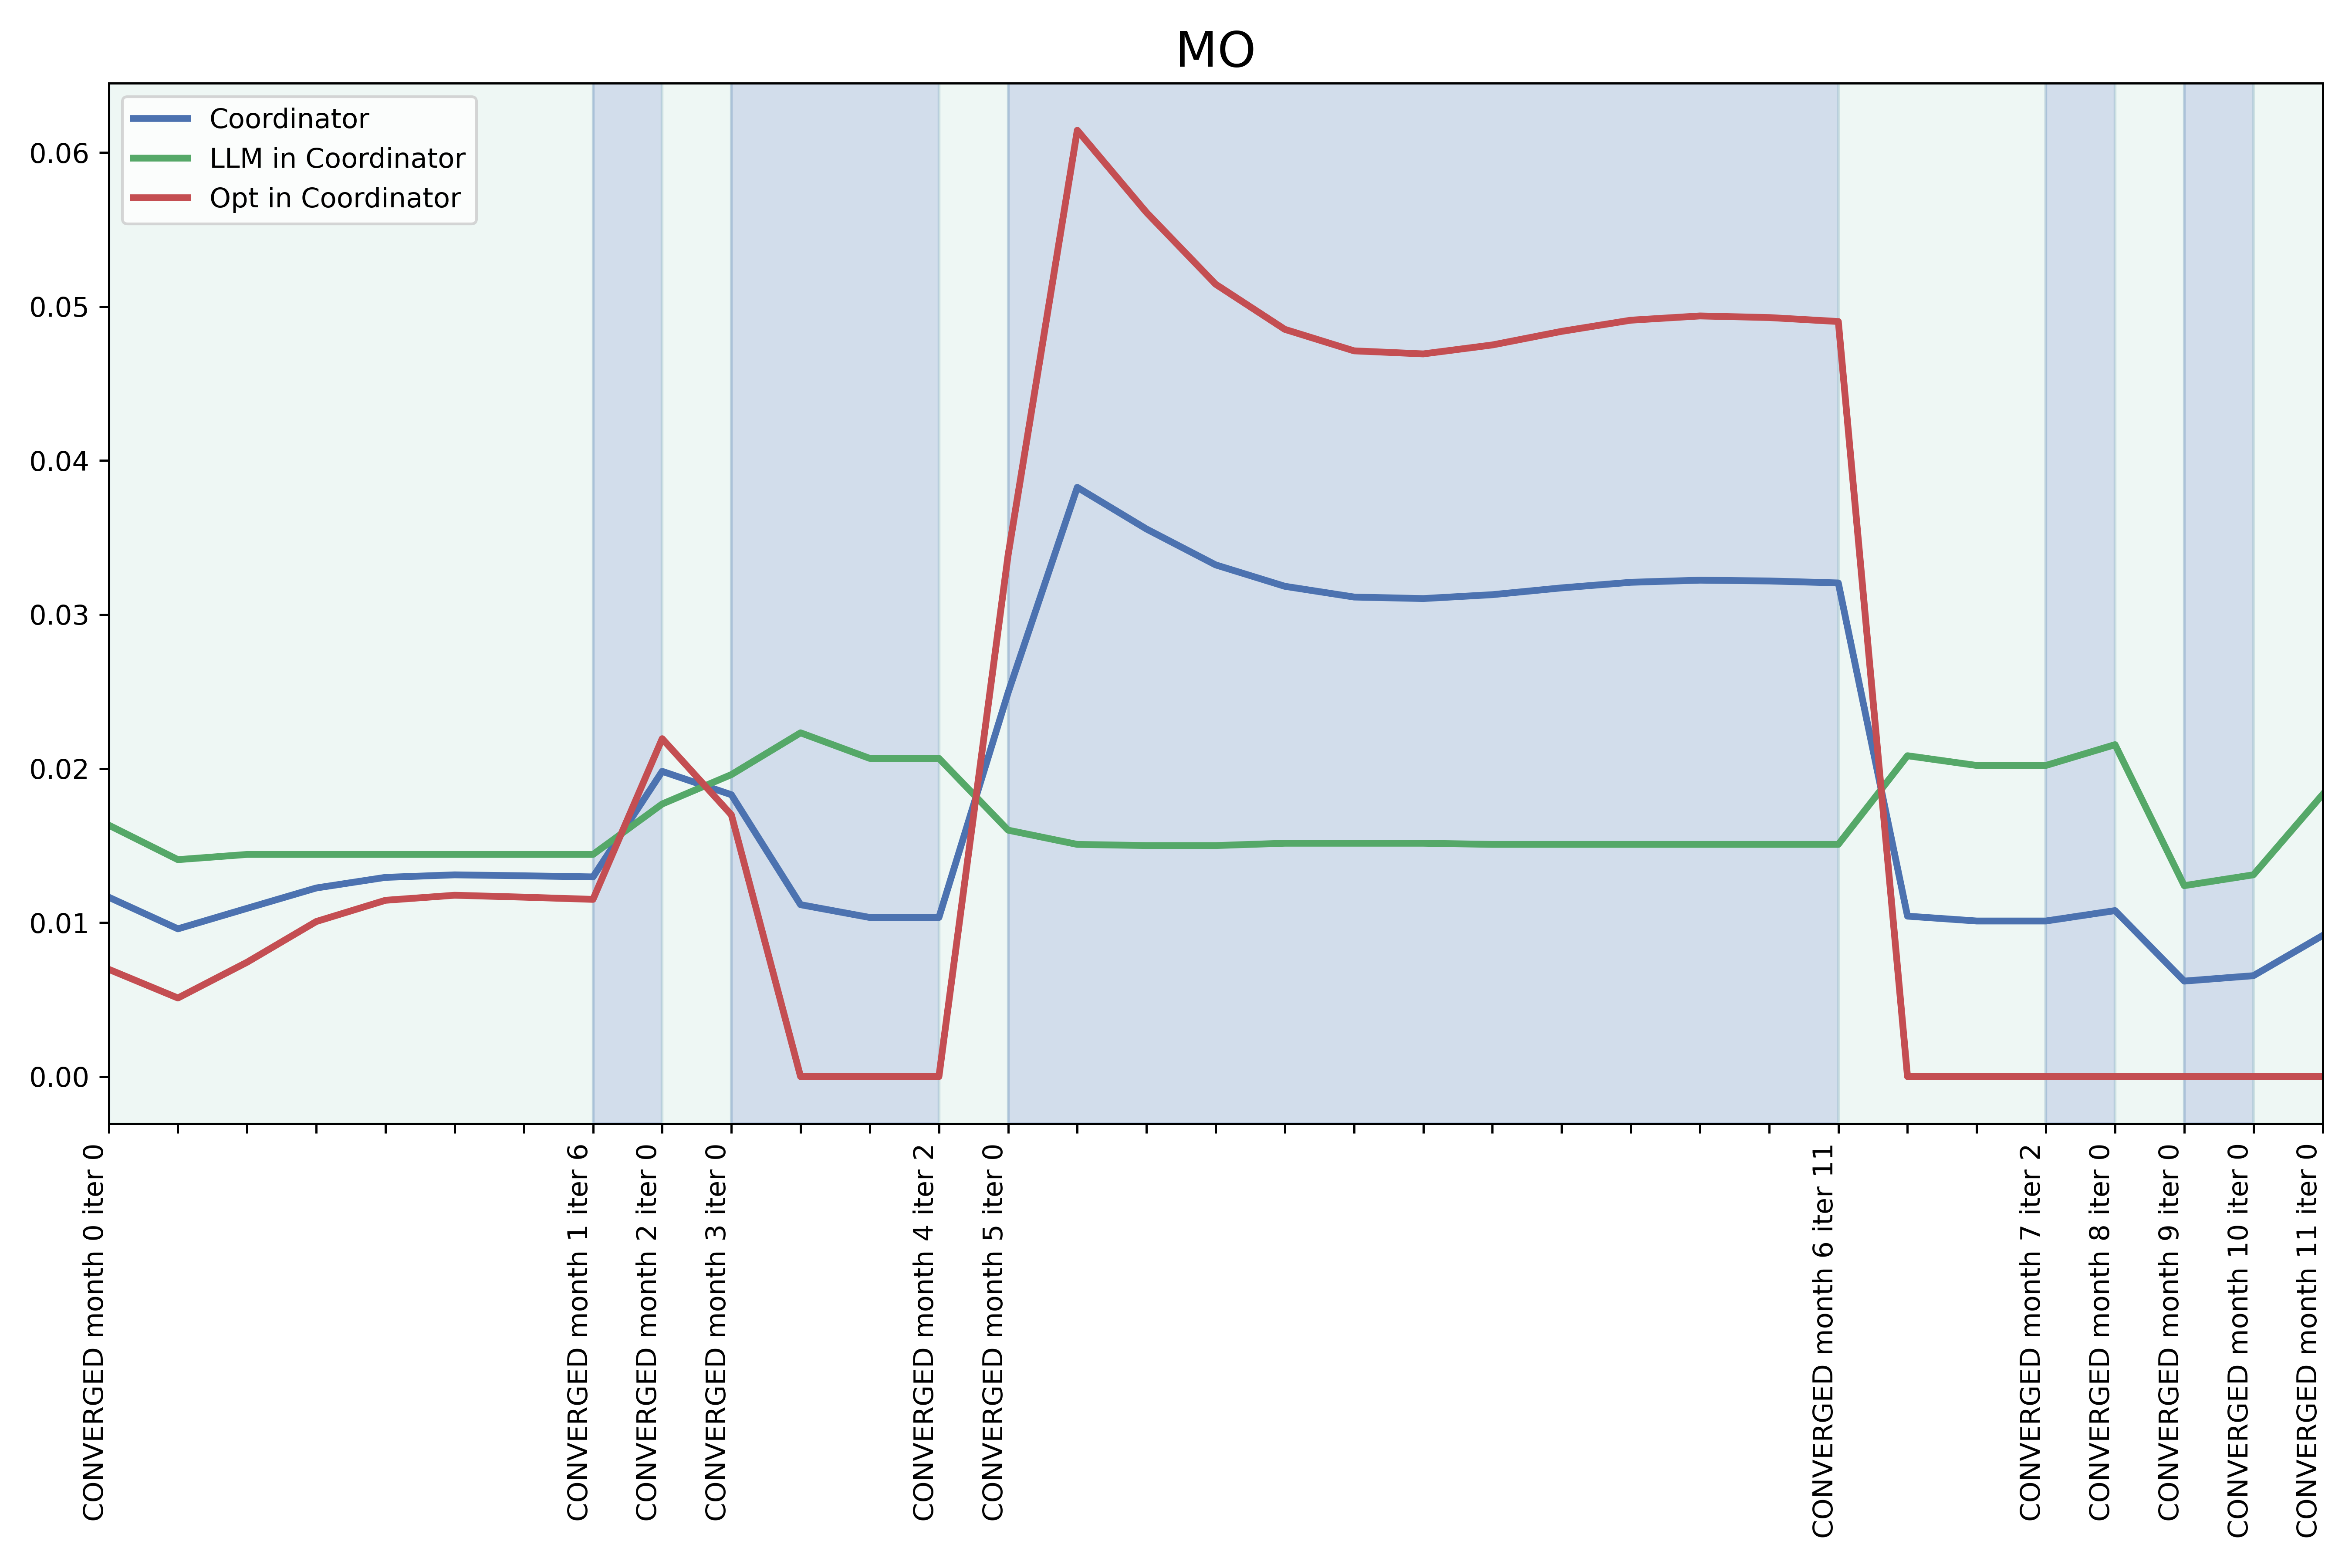 MO
Coordinator
LLM in Coordinator
Opt in Coordinator
0.06
0.05
0.04
0.03
0.02
0.01
0.00
CONVERGED month 0 iter 0
CONVERGED month 1 iter 6
CONVERGED month 2 iter 0
CONVERGED month 3 iter 0
CONVERGED month 4 iter 2
CONVERGED month 5 iter 0
CONVERGED month 6 iter 11
CONVERGED month 7 iter 2
CONVERGED month 8 iter 0
CONVERGED month 9 iter 0
CONVERGED month 10 iter 0
CONVERGED month 11 iter 0